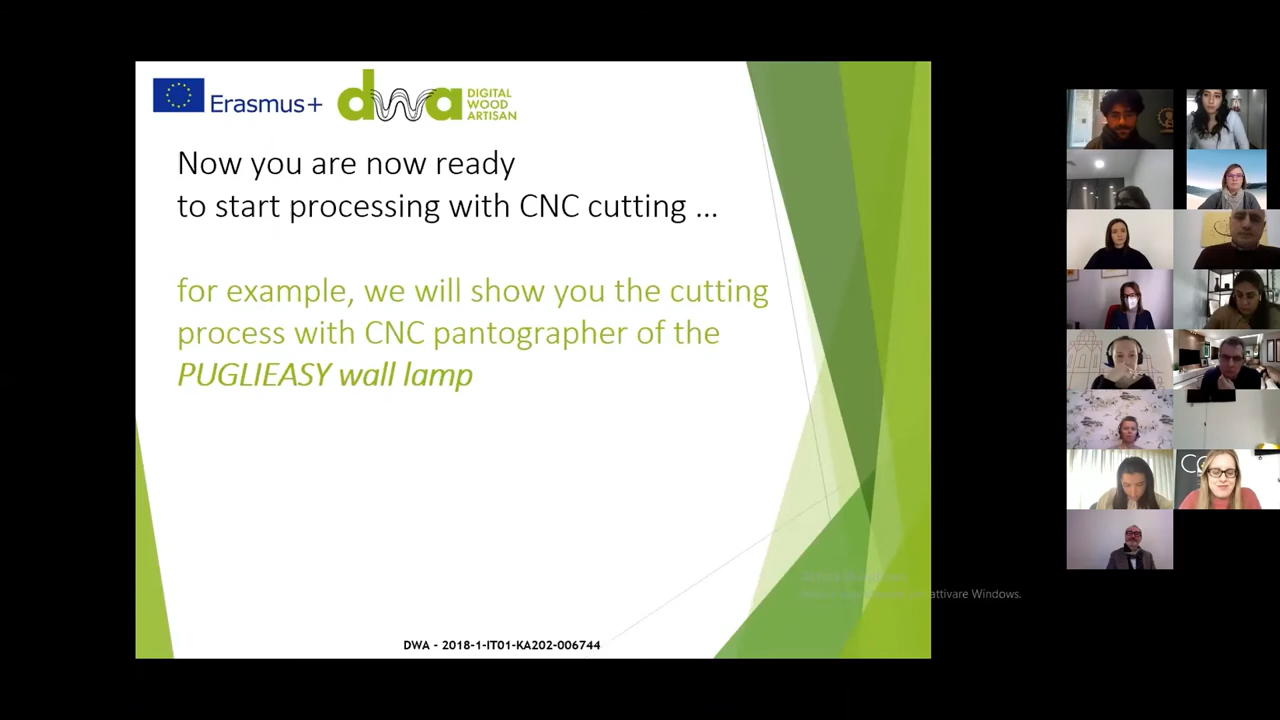 Erasmus+
dwa
DIGITAL
WOOD
ARTISAN
Now you are now ready
to start processing with CNC cutting ...
for example, we will show you the cutting
process with CNC pantographer of the
PUGLIEASY wall lamp
attivare Windows.
DWA - 2018-1-IT01-KA202-006744